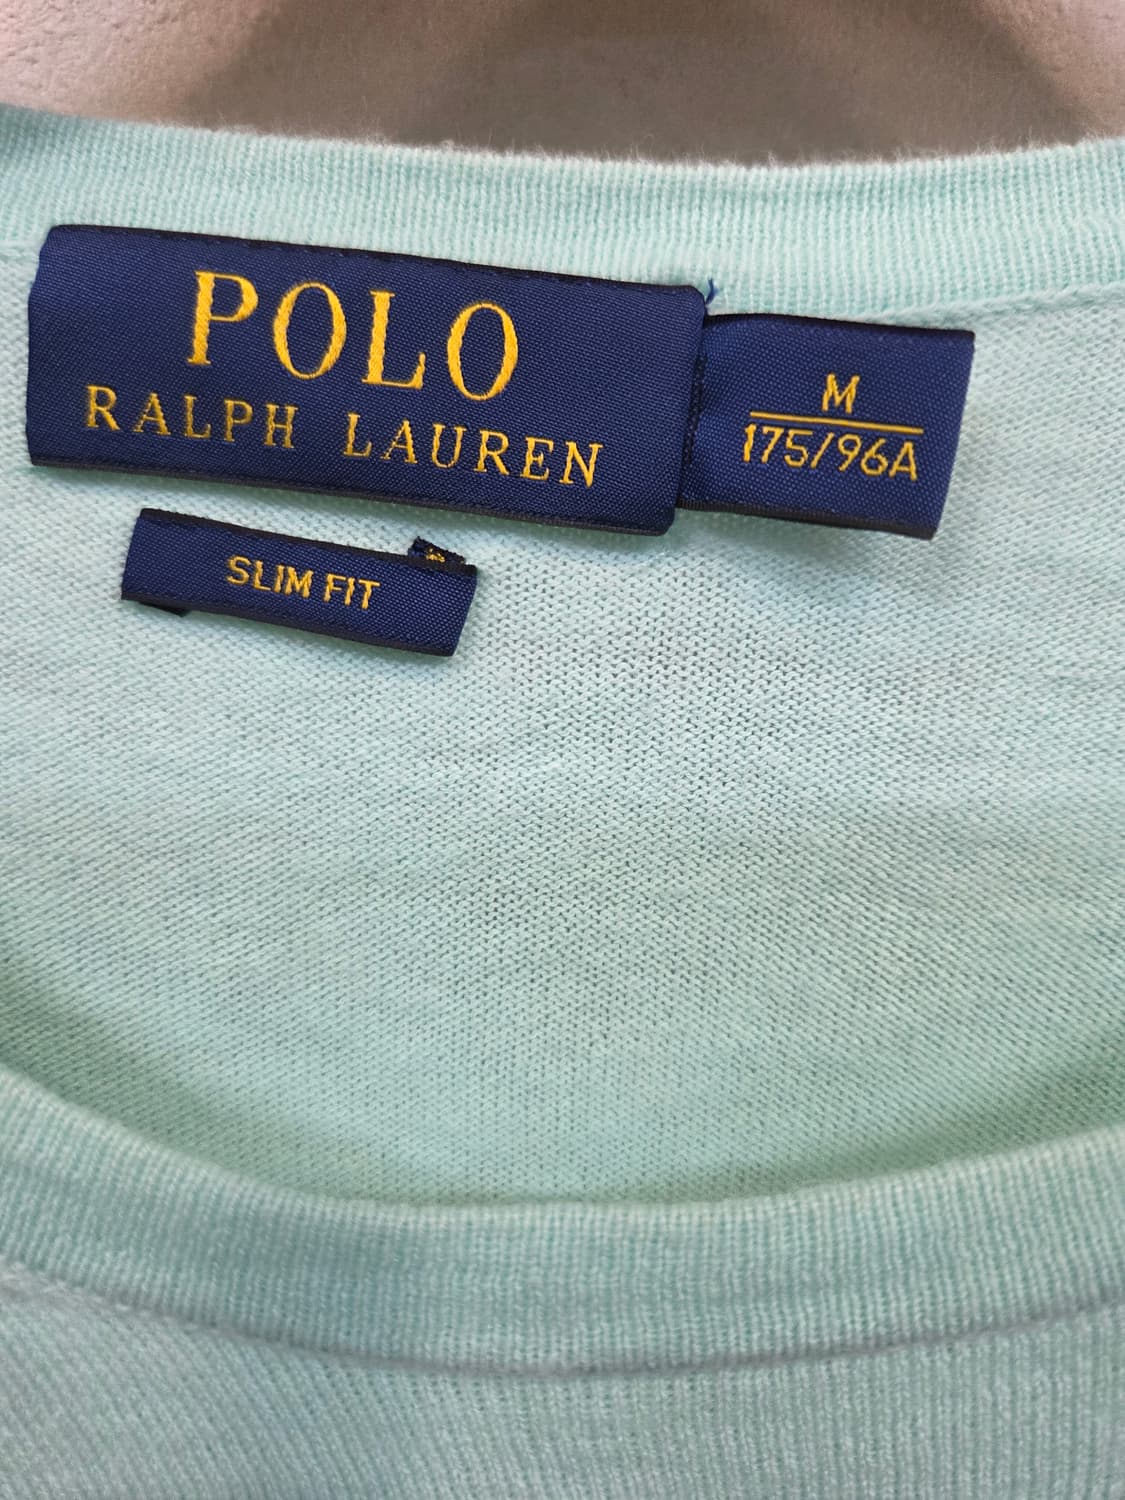 POLO
RALPH LAUREN
M
175/96A
SLIM FIT